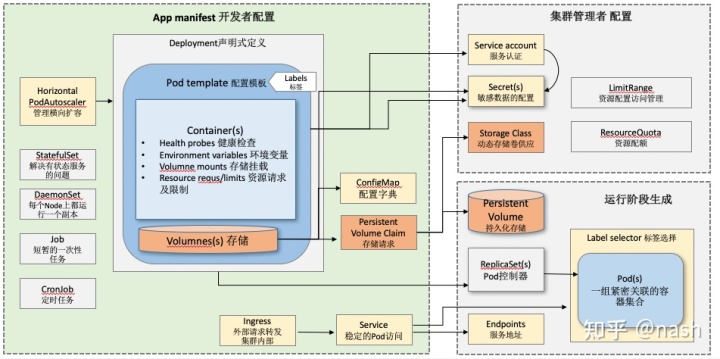 App manifest 开发者配置
Deployment声明式定义
Pod template 配置模板
Labels
标签
Container(s)
• Health probes 健康检查
• Environment variables 环境变量
• Volumne mounts 存储挂载
• Resource requs/limits 资源请求
及限制
Volumnes(s) 存储
Horizontal
PodAutoscaler
管理横向扩容
StatefulSet
解决有状态服务
的问题
DaemonSet
每个Node上都运
行一个副本
Job
短暂的一次性
任务
CronJob
定时任务
ConfigMap
配置字典
Persistent
Volume Claim
存储请求
Ingress
外部请求转发
集群内部
Service
稳定的Pod访问
集群管理者 配置
Service account
服务认证
Secret(s)
敏感数据的配置
Storage Class
动态存储卷供应
LimitRange
资源配置访问管理
ResourceQuota
资源配额
运行阶段生成
Persistent
Volume
持久化存储
ReplicaSet(s)
Pod控制器
Endpoints
服务地址
Label selector 标签选择
Pod(s)
一组紧密关联的容
器集合
知乎 @nash